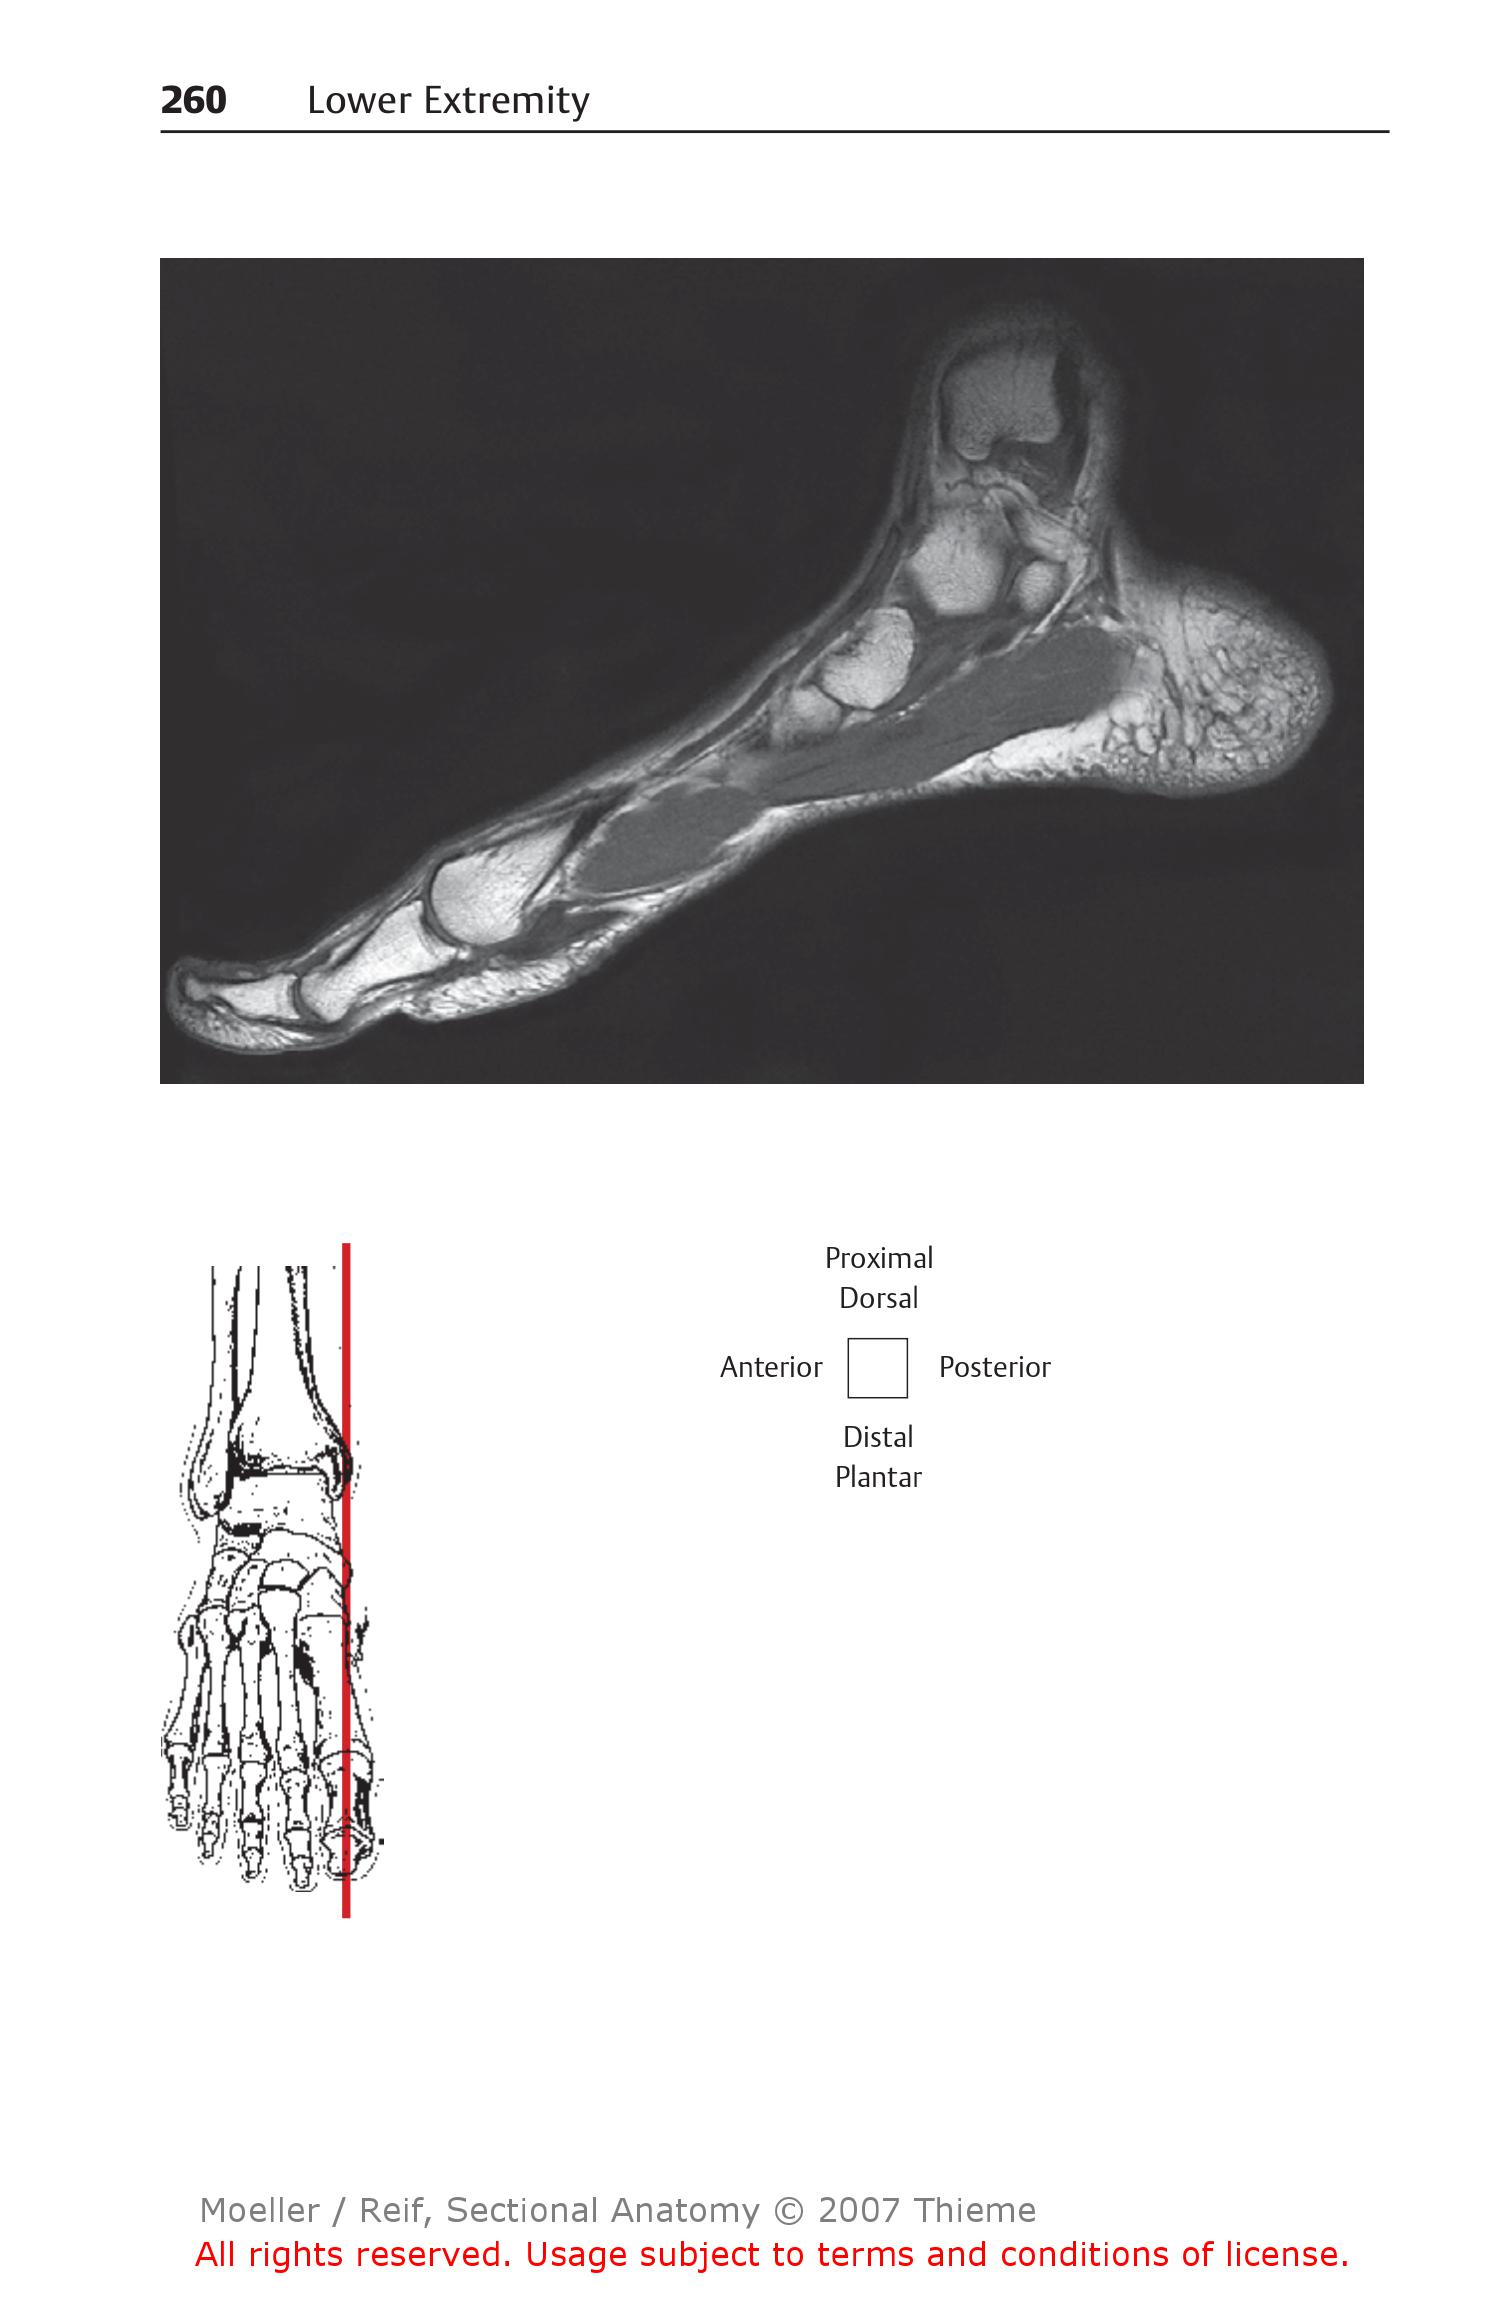 260 Lower Extremity
Proximal
Dorsal
Anterior Posterior
Distal
Plantar
Moeller / Reif, Sectional Anatomy © 2007 Thieme
All rights reserved. Usage subject to terms and conditions of license.